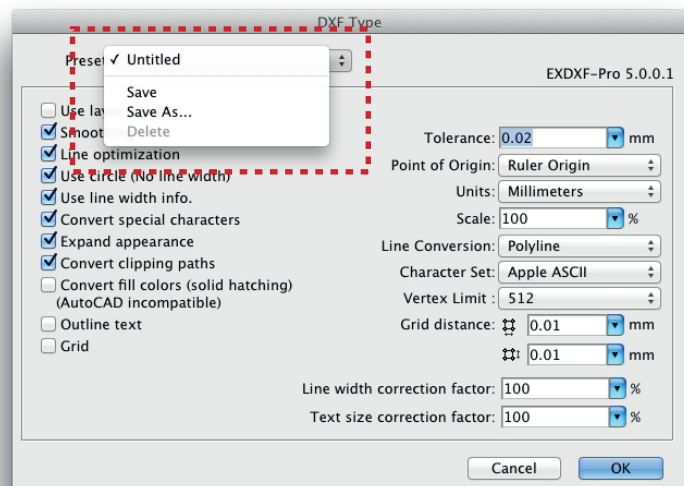 DXF Type
Preset
✓ Untitled
Save
Save As...
Delete
EXDXF-Pro 5.0.0.1
Use
Line optimization
Use circle (No line width)
Use line width info.
Convert special characters
Expand appearance
Convert clipping paths
Convert fill colors (solid hatching)
(AutoCAD incompatible)
Outline text
Grid
Tolerance: 0.02 mm
Point of Origin: Ruler Origin
Units: Millimeters
Scale: 100 %
Line Conversion: Polyline
Character Set: Apple ASCII
Vertex Limit : 512
Grid distance: 0.01 mm
0.01 mm
Line width correction factor: 100 %
Text size correction factor: 100 %
Cancel OK